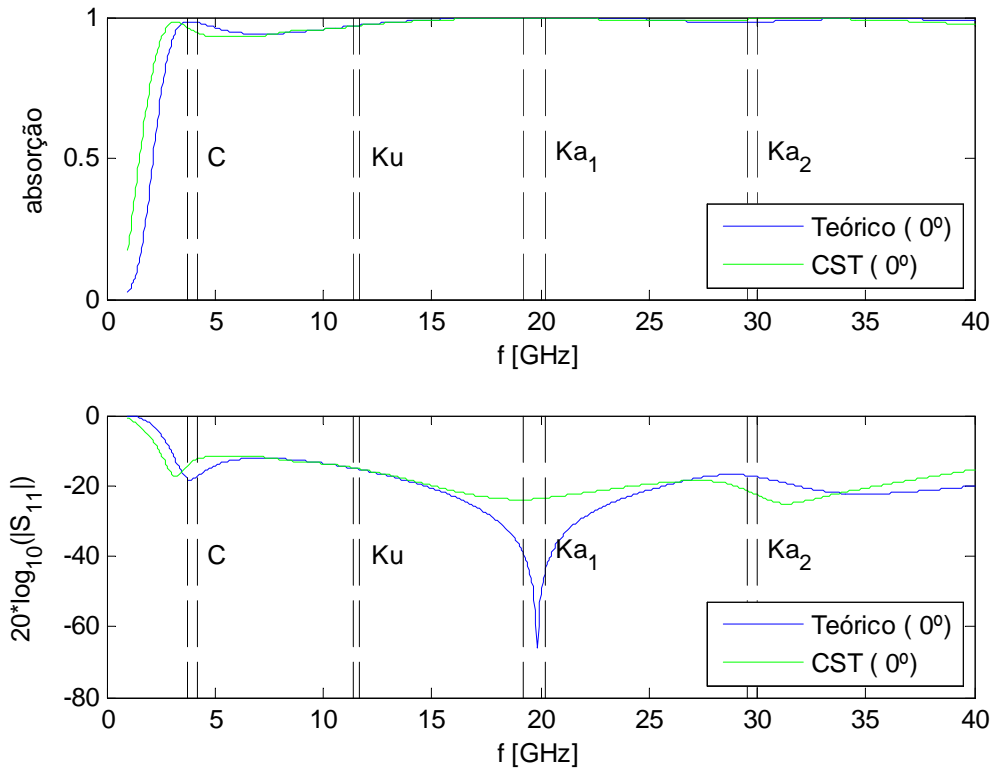 1
0.5
0
absorção
C
Ku
Ka1
Ka2
Teórico ( 0º)
CST ( 0º)
0 5 10 15 20 25 30 35 40
f [GHz]
0
-20
-40
-60
-80
20*log10(|S11|)
C
Ku
Ka1
Ka2
Teórico ( 0º)
CST ( 0º)
0 5 10 15 20 25 30 35 40
f [GHz]